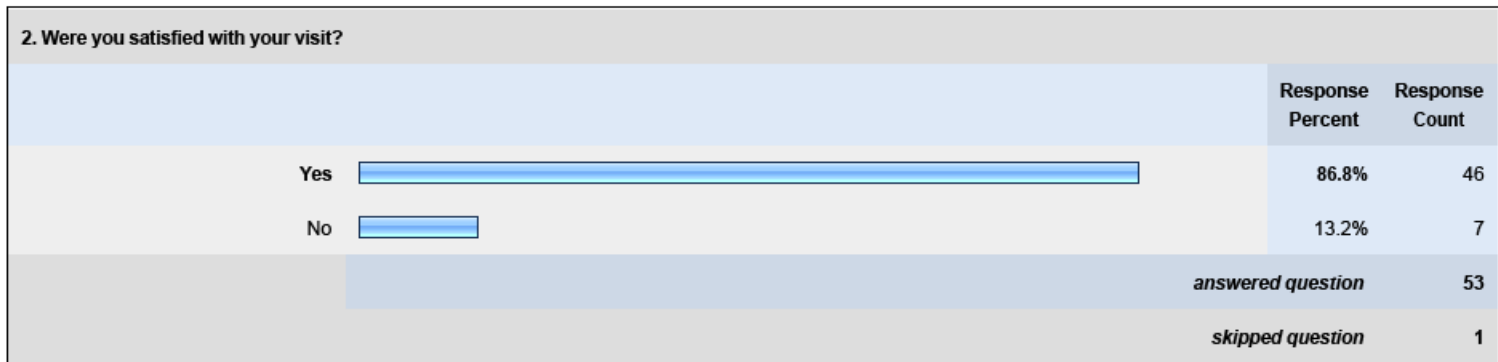 2. Were you satisfied with your visit?
Response Percent
Response Count
Yes 86.8% 46
No 13.2% 7
answered question 53
skipped question 1